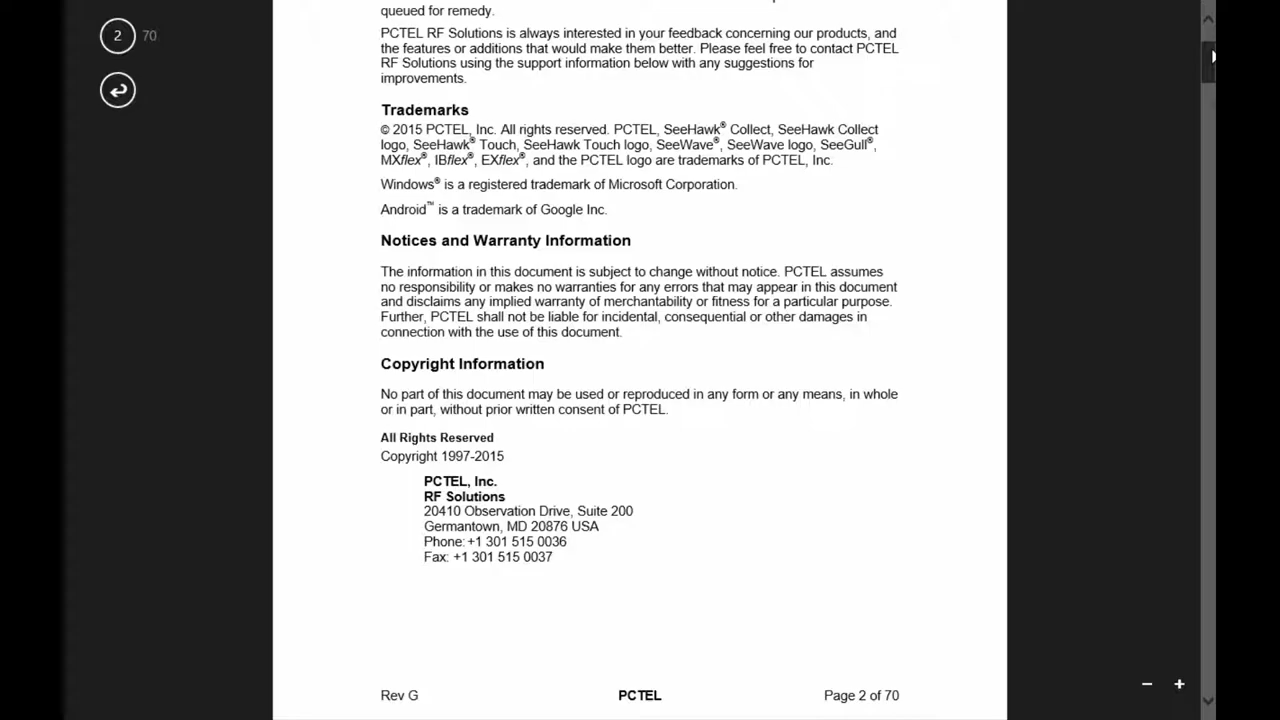 2 70
queued for remedy.
PCTEL RF Solutions is always interested in your feedback concerning our products, and
the features or additions that would make them better. Please feel free to contact PCTEL
RF Solutions using the support information below with any suggestions for
improvements.
Trademarks
© 2015 PCTEL, Inc. All rights reserved. PCTEL, SeeHawk® Collect, SeeHawk Collect
logo, SeeHawk® Touch, SeeHawk Touch logo, SeeWave®, SeeWave logo, SeeGull®,
MXflex®, IBflex®, EXflex®, and the PCTEL logo are trademarks of PCTEL, Inc.
Windows® is a registered trademark of Microsoft Corporation.
Android™ is a trademark of Google Inc.
Notices and Warranty Information
The information in this document is subject to change without notice. PCTEL assumes
no responsibility or makes no warranties for any errors that may appear in this document
and disclaims any implied warranty of merchantability or fitness for a particular purpose.
Further, PCTEL shall not be liable for incidental, consequential or other damages in
connection with the use of this document.
Copyright Information
No part of this document may be used or reproduced in any form or any means, in whole
or in part, without prior written consent of PCTEL.
All Rights Reserved
Copyright 1997-2015
PCTEL, Inc.
RF Solutions
20410 Observation Drive, Suite 200
Germantown, MD 20876 USA
Phone: +1 301 515 0036
Fax: +1 301 515 0037
Rev G PCTEL Page 2 of 70